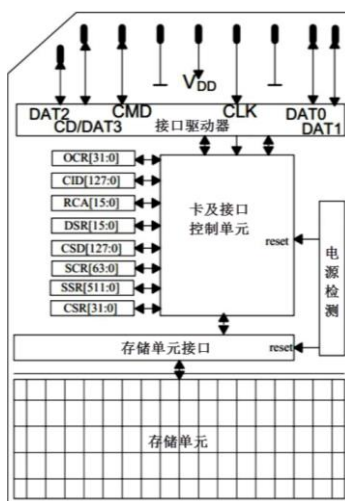 VDD
DAT2 CMD CLK DAT0
CD/DAT3 接口驱动器 DAT1
OCR[31:0]
CID[127:0]
RCA[15:0]
DSR[15:0]
CSD[127:0]
SCR[63:0]
SSR[511:0]
CSR[31:0]
卡及接口
控制单元
reset
电源检测
存储单元接口 reset
存储单元